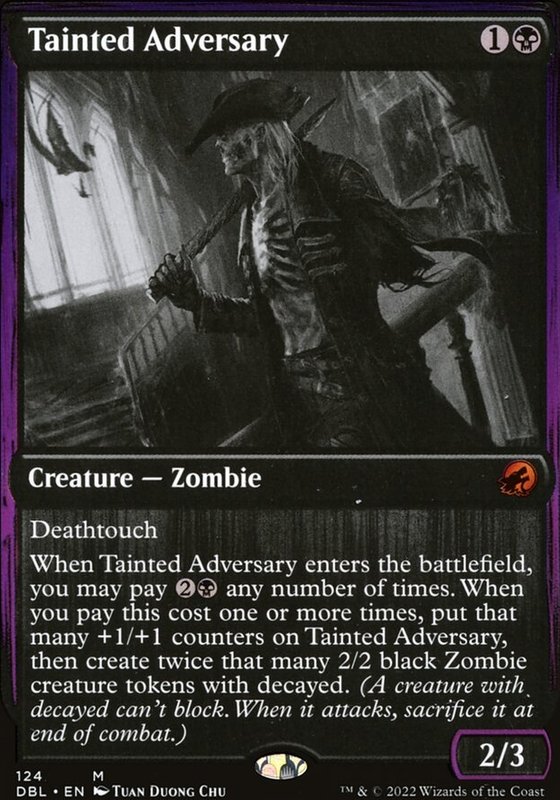 Tainted Adversary 1
Creature — Zombie
Deathtouch
When Tainted Adversary enters the battlefield,
you may pay 2 any number of times. When
you pay this cost one or more times, put that
many +1/+1 counters on Tainted Adversary,
then create twice that many 2/2 black Zombie
creature tokens with decayed. (A creature with
decayed can't block. When it attacks, sacrifice it at
end of combat.)
2/3
124 M
DBL • EN TUAN DUONG CHU
™ & © 2022 Wizards of the Coast